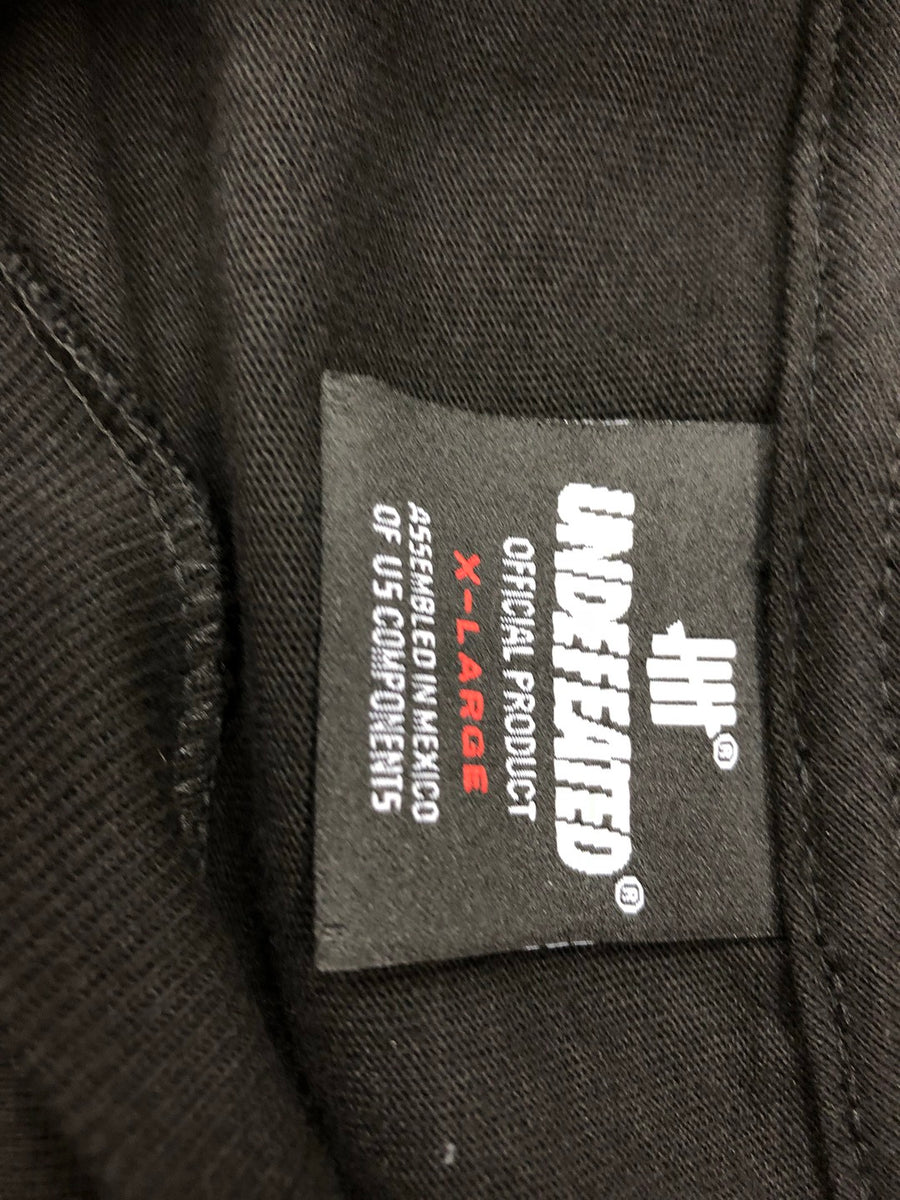 ®
UNDEFEATED®
OFFICIAL PRODUCT
X-LARGE
ASSEMBLED IN MEXICO
OF US COMPONENTS